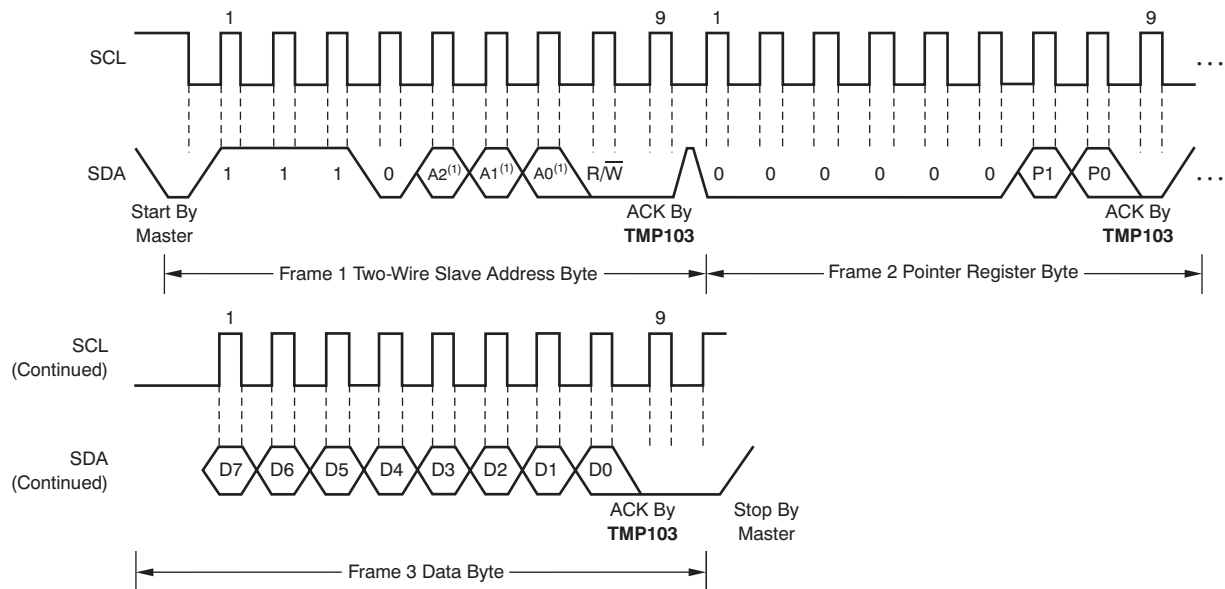 1 9 1 9
SCL ...
SDA 1 1 1 0 A2(1) A1(1) A0(1) R/W̅ 0 0 0 0 0 0 P1 P0 ...
Start By Master
ACK By TMP103
ACK By TMP103
Frame 1 Two-Wire Slave Address Byte
Frame 2 Pointer Register Byte
1 9
SCL
(Continued)
SDA
(Continued)
D7 D6 D5 D4 D3 D2 D1 D0
ACK By TMP103
Stop By Master
Frame 3 Data Byte